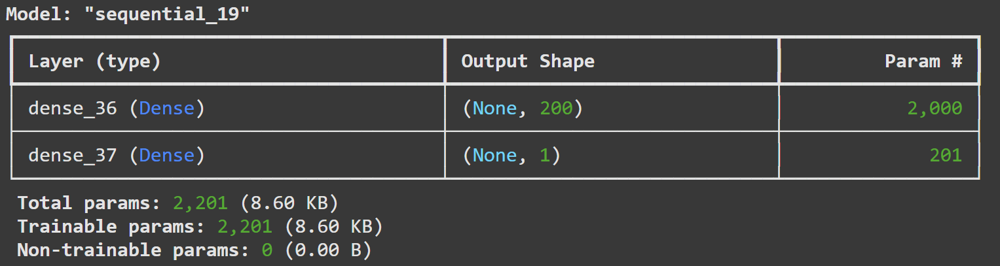 Model: "sequential_19"
Layer (type) Output Shape Param #
dense_36 (Dense) (None, 200) 2,000
dense_37 (Dense) (None, 1) 201
Total params: 2,201 (8.60 KB)
Trainable params: 2,201 (8.60 KB)
Non-trainable params: 0 (0.00 B)